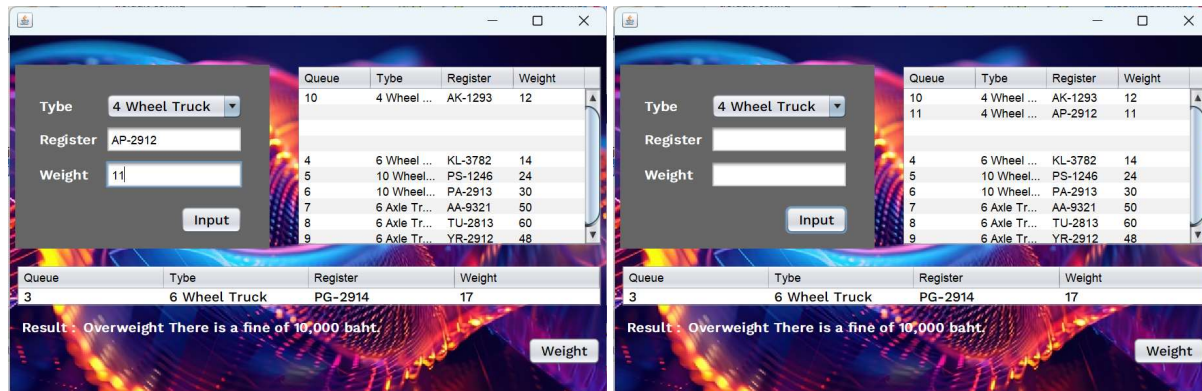 Queue Tybe Register Weight
10 4 Wheel ... AK-1293 12
Tybe 4 Wheel Truck
Register AP-2912
4 6 Wheel ... KL-3782 14
Weight 11
5 10 Wheel... PS-1246 24
6 10 Wheel... PA-2913 30
7 6 Axle Tr... AA-9321 50
Input
8 6 Axle Tr... TU-2813 60
9 6 Axle Tr... YR-2912 48
Queue Tybe Register Weight
3 6 Wheel Truck PG-2914 17
Result : Overweight There is a fine of 10,000 baht.
Weight
Queue Tybe Register Weight
10 4 Wheel ... AK-1293 12
Tybe 4 Wheel Truck
11 4 Wheel ... AP-2912 11
Register
4 6 Wheel ... KL-3782 14
Weight
5 10 Wheel... PS-1246 24
6 10 Wheel... PA-2913 30
7 6 Axle Tr... AA-9321 50
Input
8 6 Axle Tr... TU-2813 60
9 6 Axle Tr... YR-2912 48
Queue Tybe Register Weight
3 6 Wheel Truck PG-2914 17
Result : Overweight There is a fine of 10,000 baht.
Weight